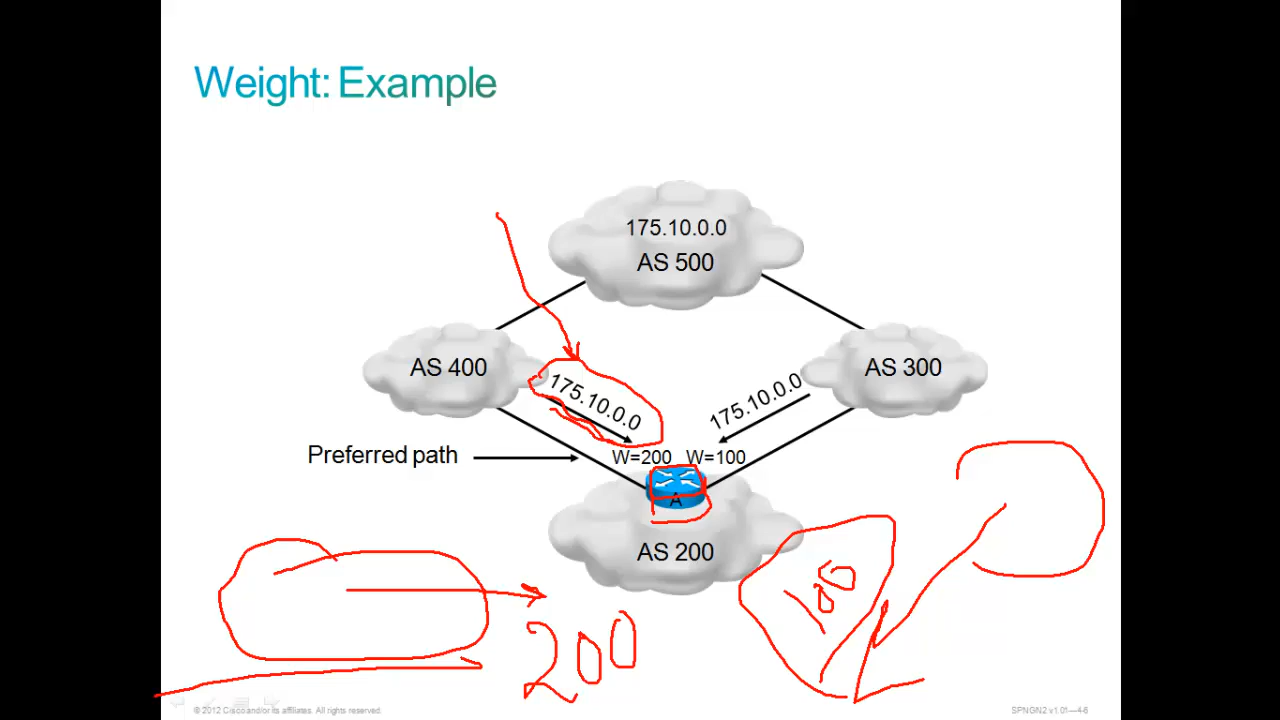 Weight: Example
175.10.0.0
AS 500
AS 400
AS 300
175.10.0.0
175.10.0.0
Preferred path
W=200
W=100
A
AS 200
100
200
© 2012 Cisco and/or its affiliates. All rights reserved.
SPNGN2 v1.01—4-6